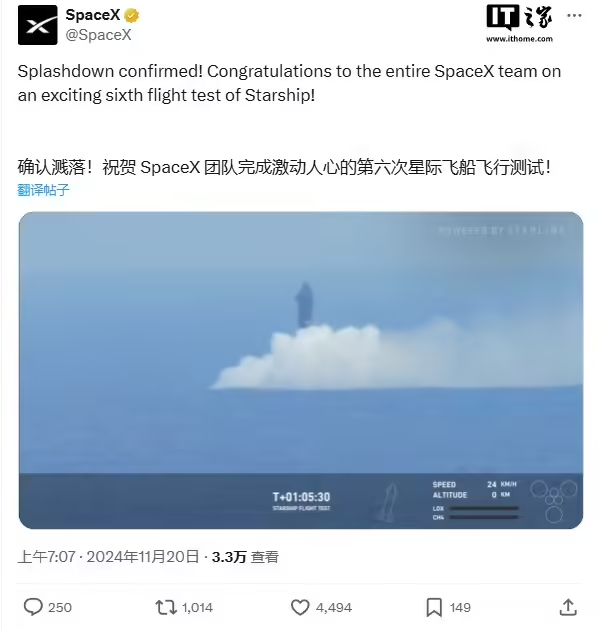 SpaceX
@SpaceX
IT之家
www.ithome.com
Splashdown confirmed! Congratulations to the entire SpaceX team on
an exciting sixth flight test of Starship!
确认溅落！祝贺 SpaceX 团队完成激动人心的第六次星际飞船飞行测试！
翻译帖子
POWERED BY STARLINK
T+01:05:30
STARSHIP FLIGHT TEST
SPEED 24 KM/H
ALTITUDE 0 KM
LOX
CH4
上午7:07 · 2024年11月20日 · 3.3万 查看
250 1,014 4,494 149